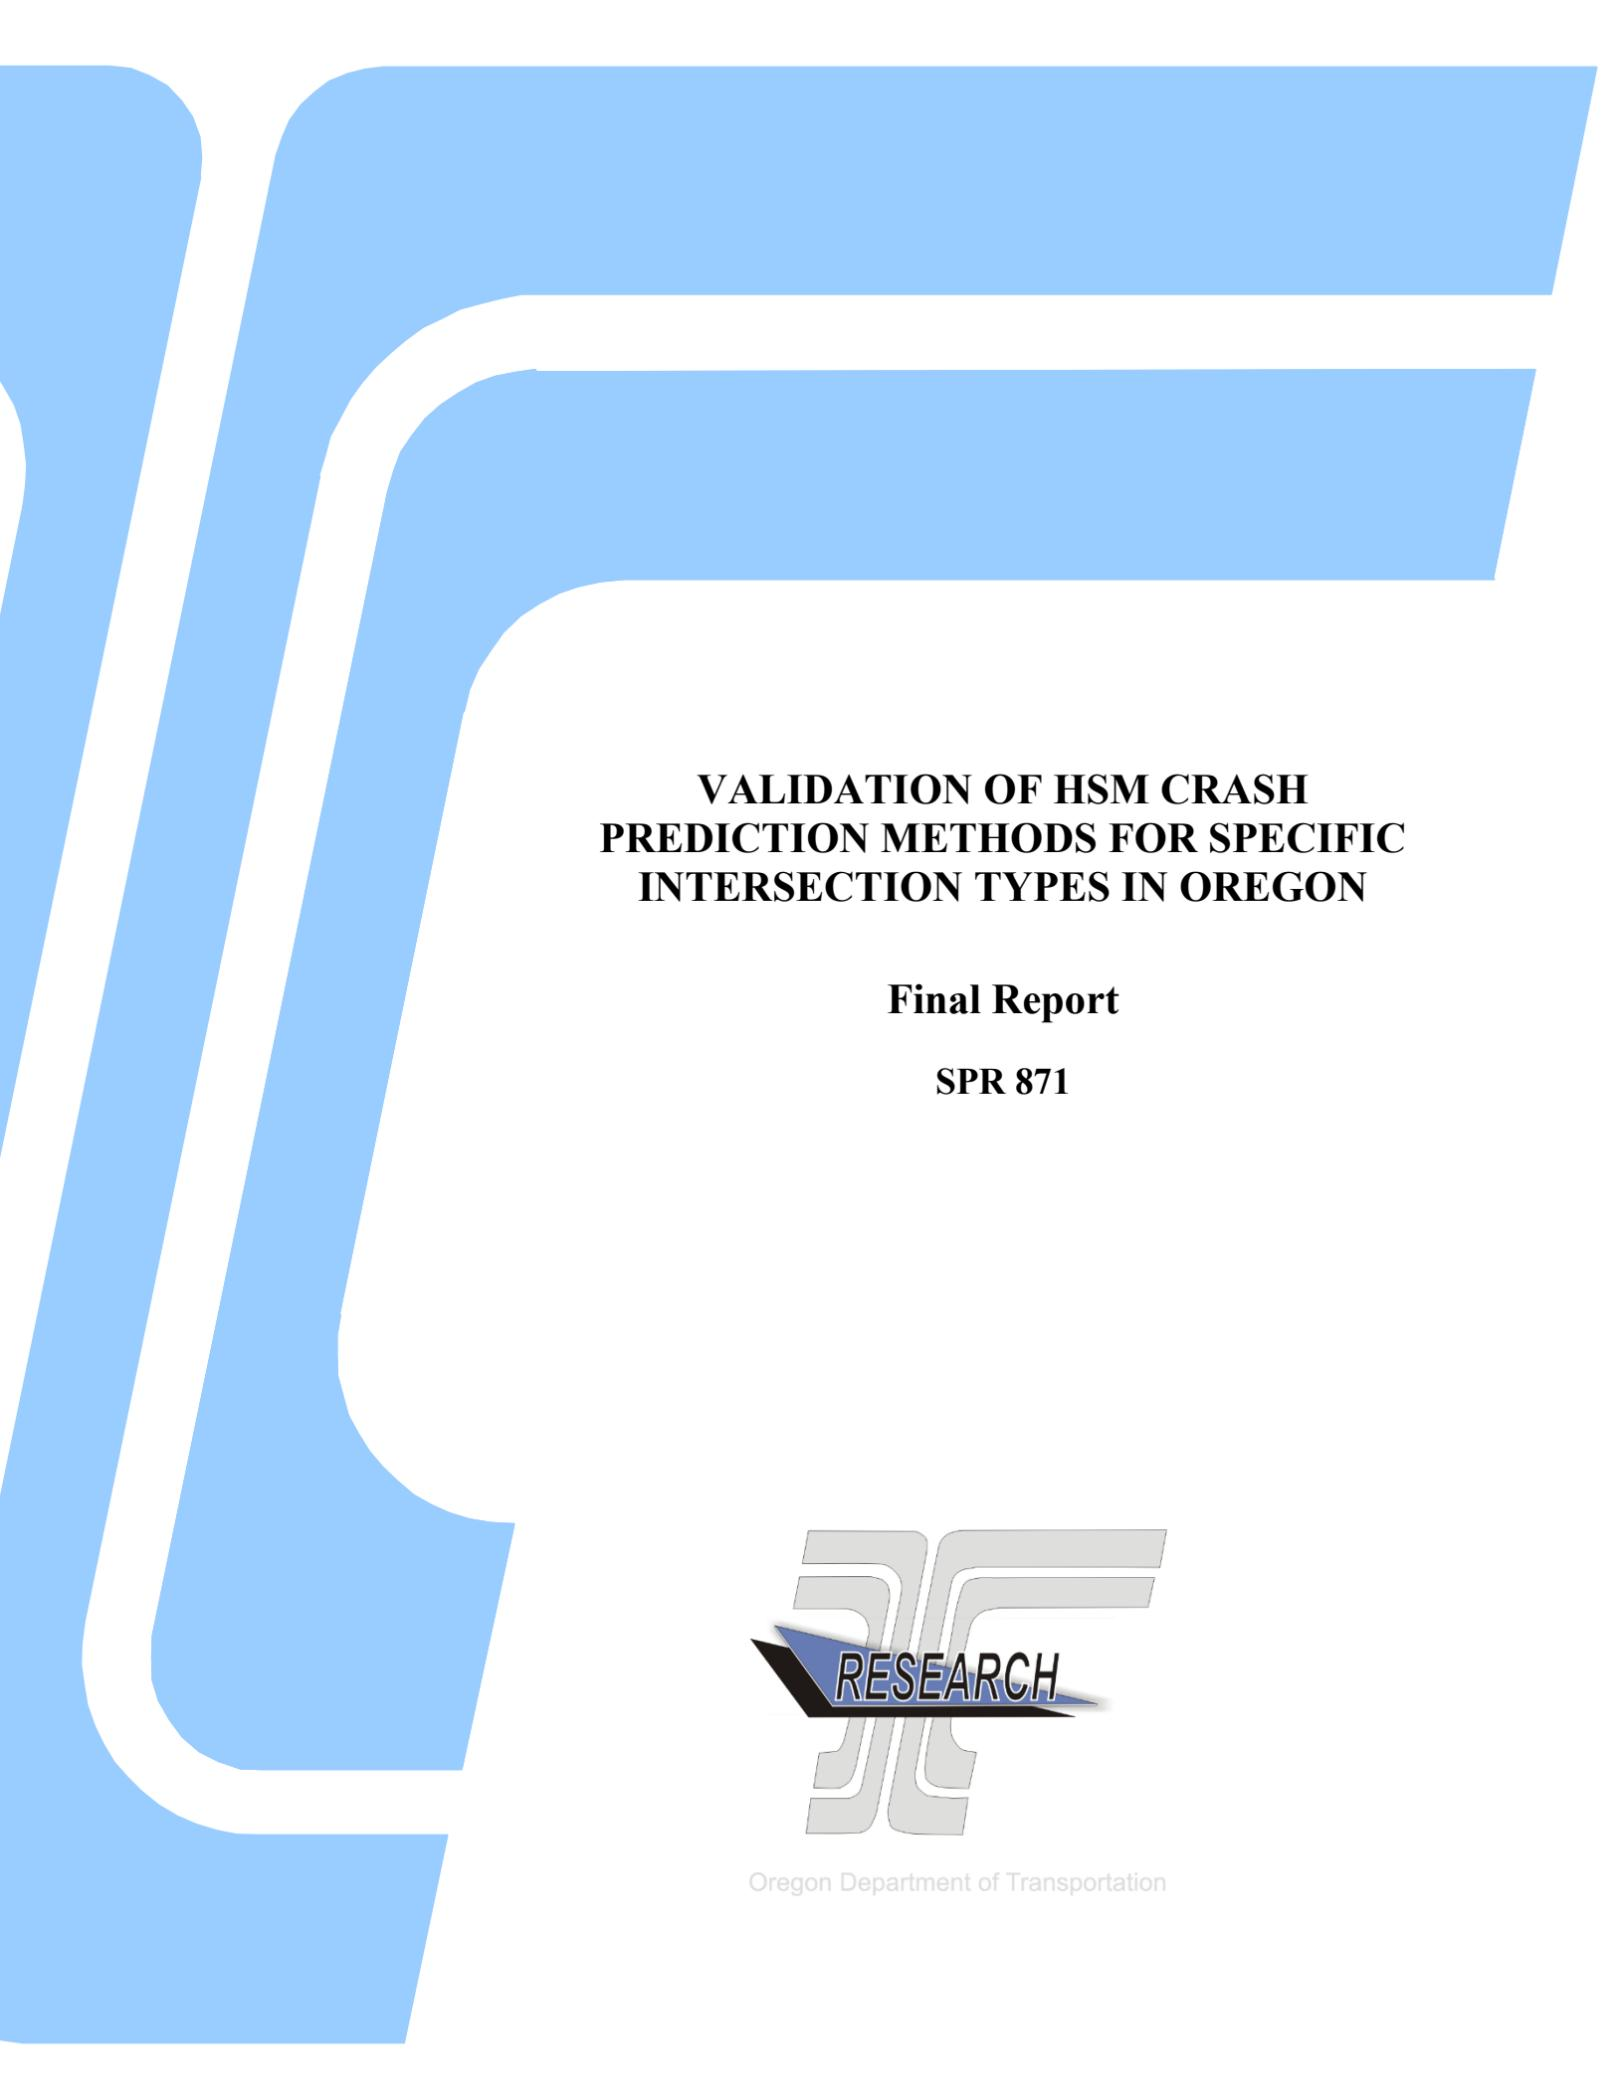 VALIDATION OF HSM CRASH
PREDICTION METHODS FOR SPECIFIC
INTERSECTION TYPES IN OREGON
Final Report
SPR 871
RESEARCH
Oregon Department of Transportation